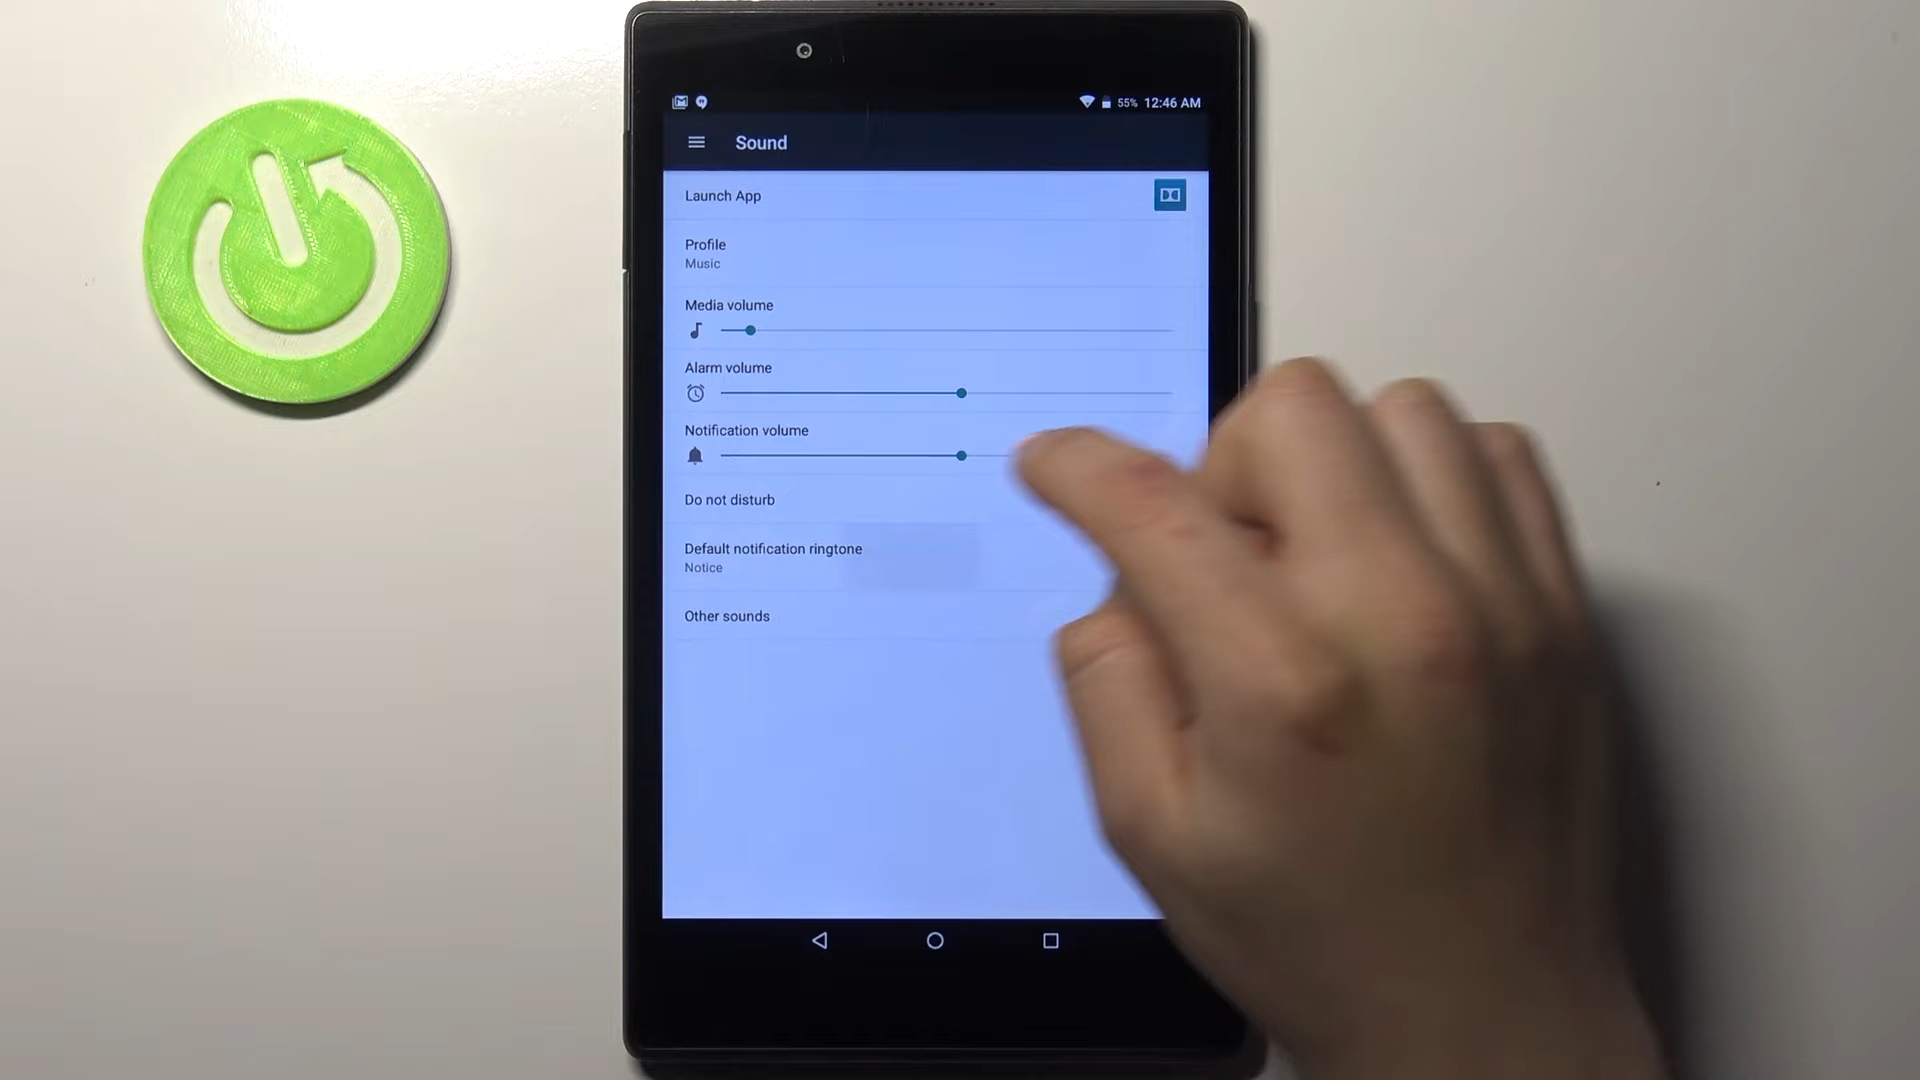 55% 12:46 AM
Sound
Launch App
Profile
Music
Media volume
Alarm volume
Notification volume
Do not disturb
Default notification ringtone
Notice
Other sounds